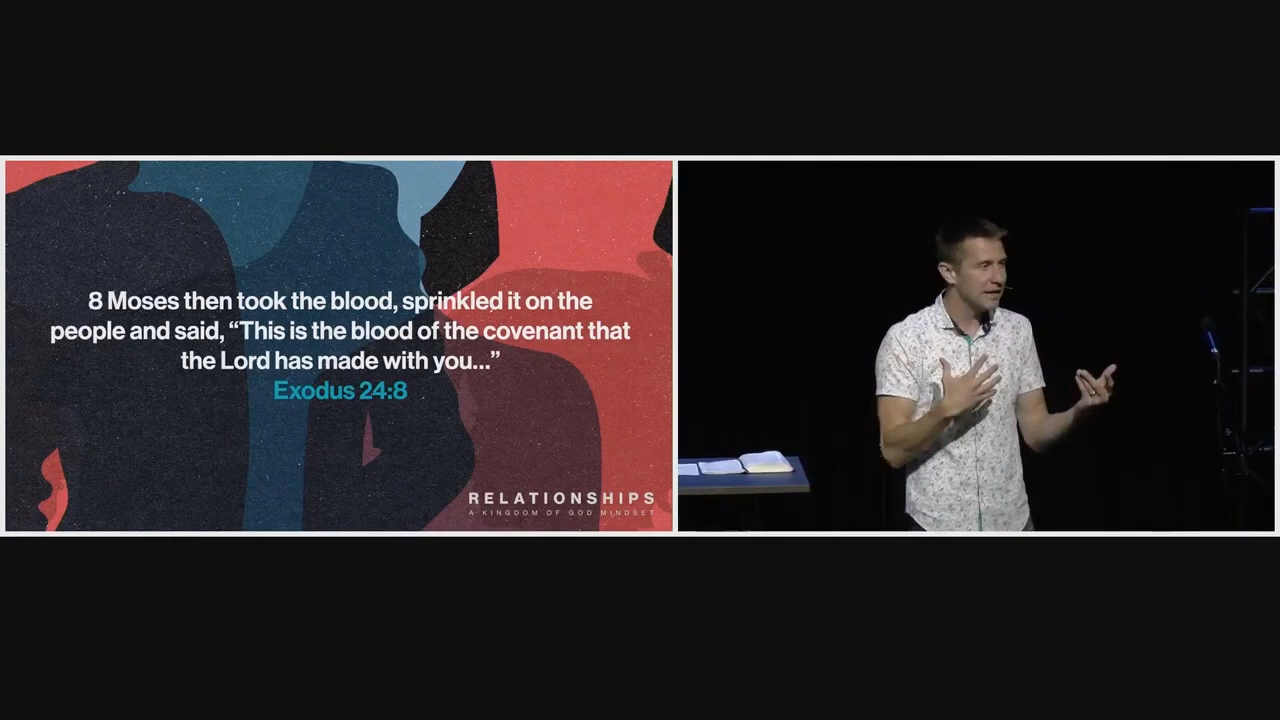 8 Moses then took the blood, sprinkled it on the
people and said, “This is the blood of the covenant that
the Lord has made with you...”
Exodus 24:8
RELATIONSHIPS
A KINGDOM OF GOD MINDSET